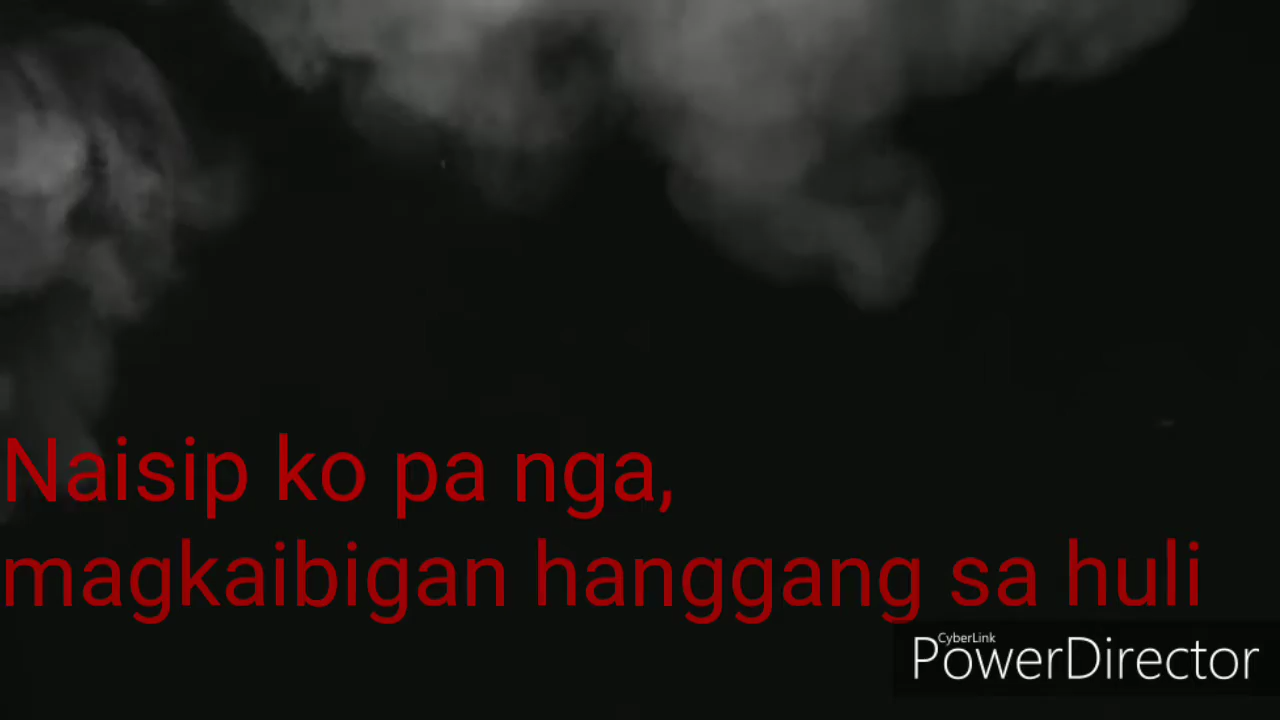 Naisip ko pa nga,
magkaibigan hanggang sa huli
CyberLink
PowerDirector